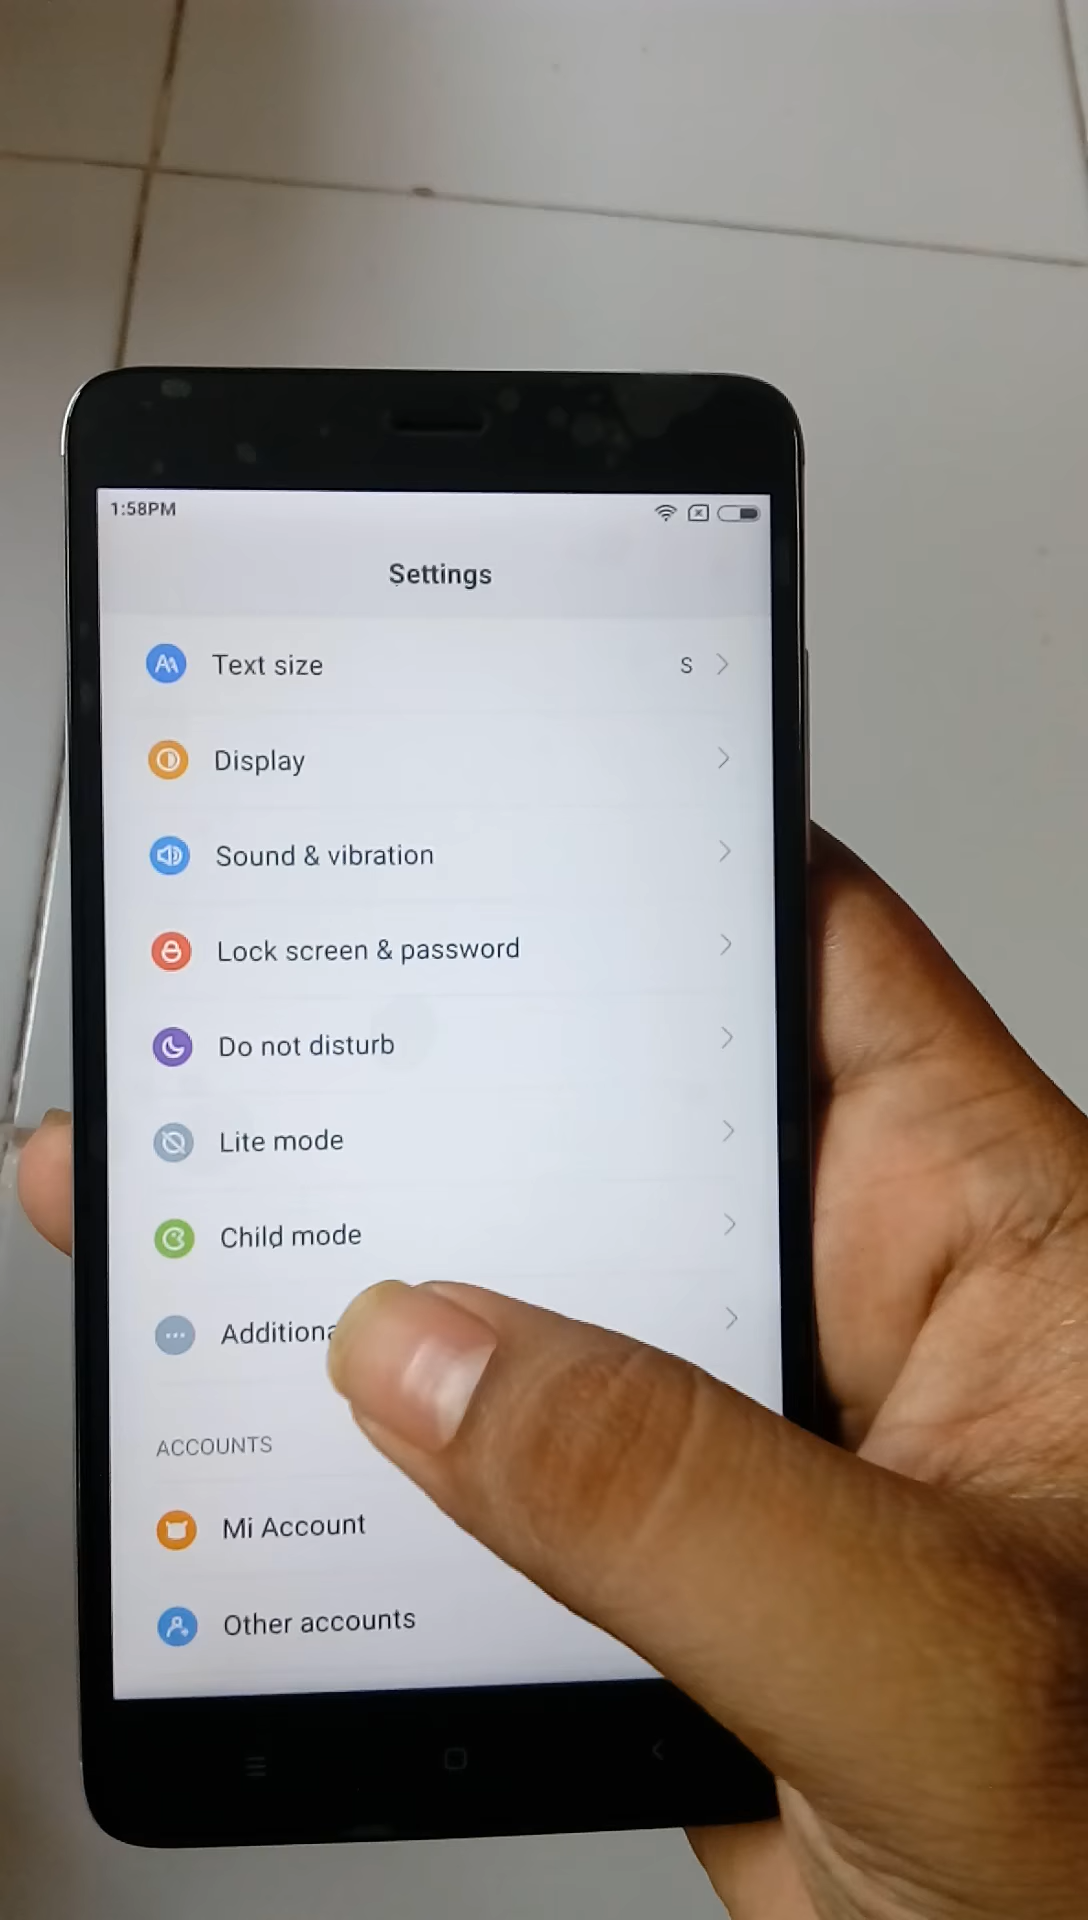 1:58PM
Settings
Text size S
Display
Sound & vibration
Lock screen & password
Do not disturb
Lite mode
Child mode
ACCOUNTS
Mi Account
Other accounts